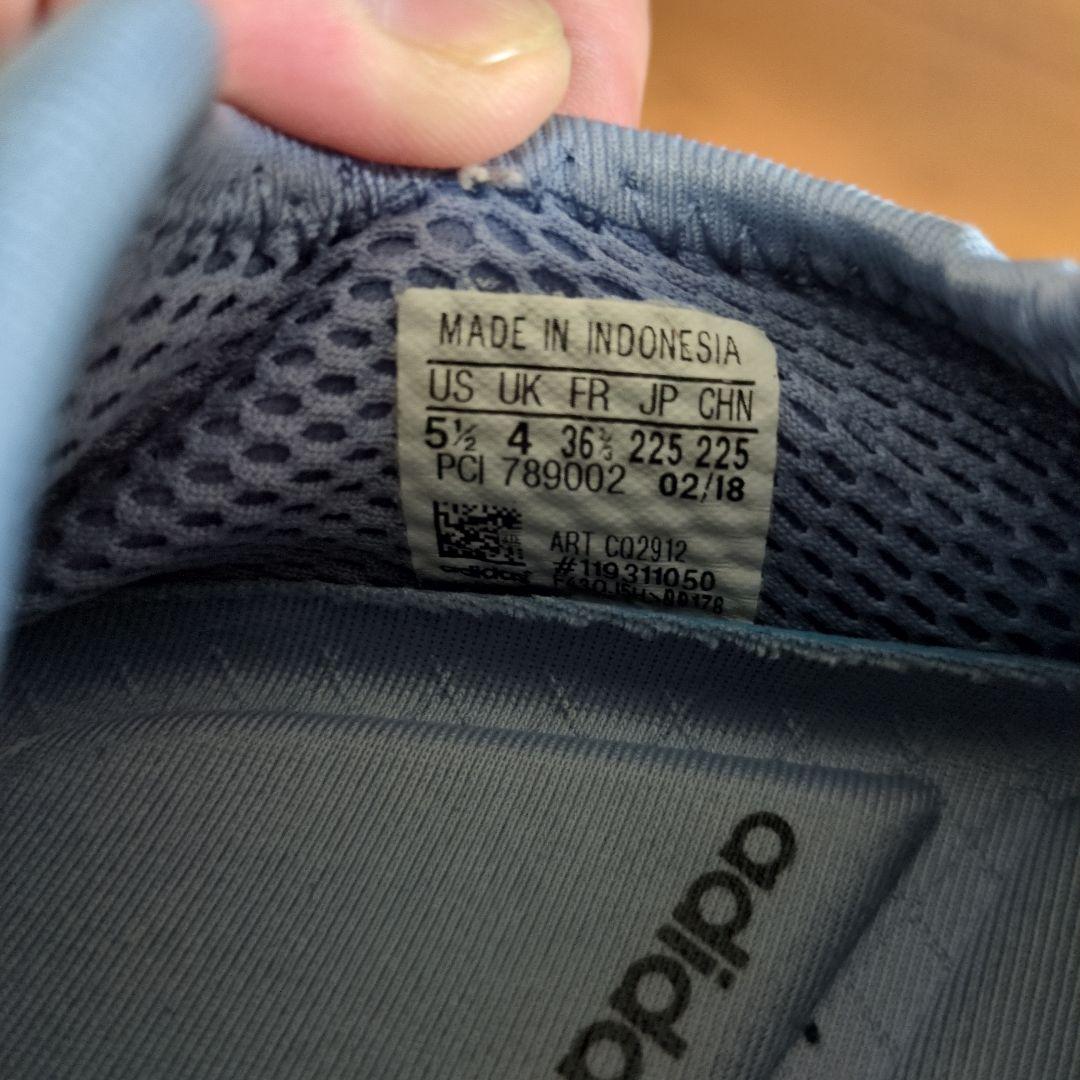 MADE IN INDONESIA
US UK FR JP CHN
5½ 4 36⅔ 225 225
PCI 789002 02/18
ART CQ2912
#119311050
adidas
adidas